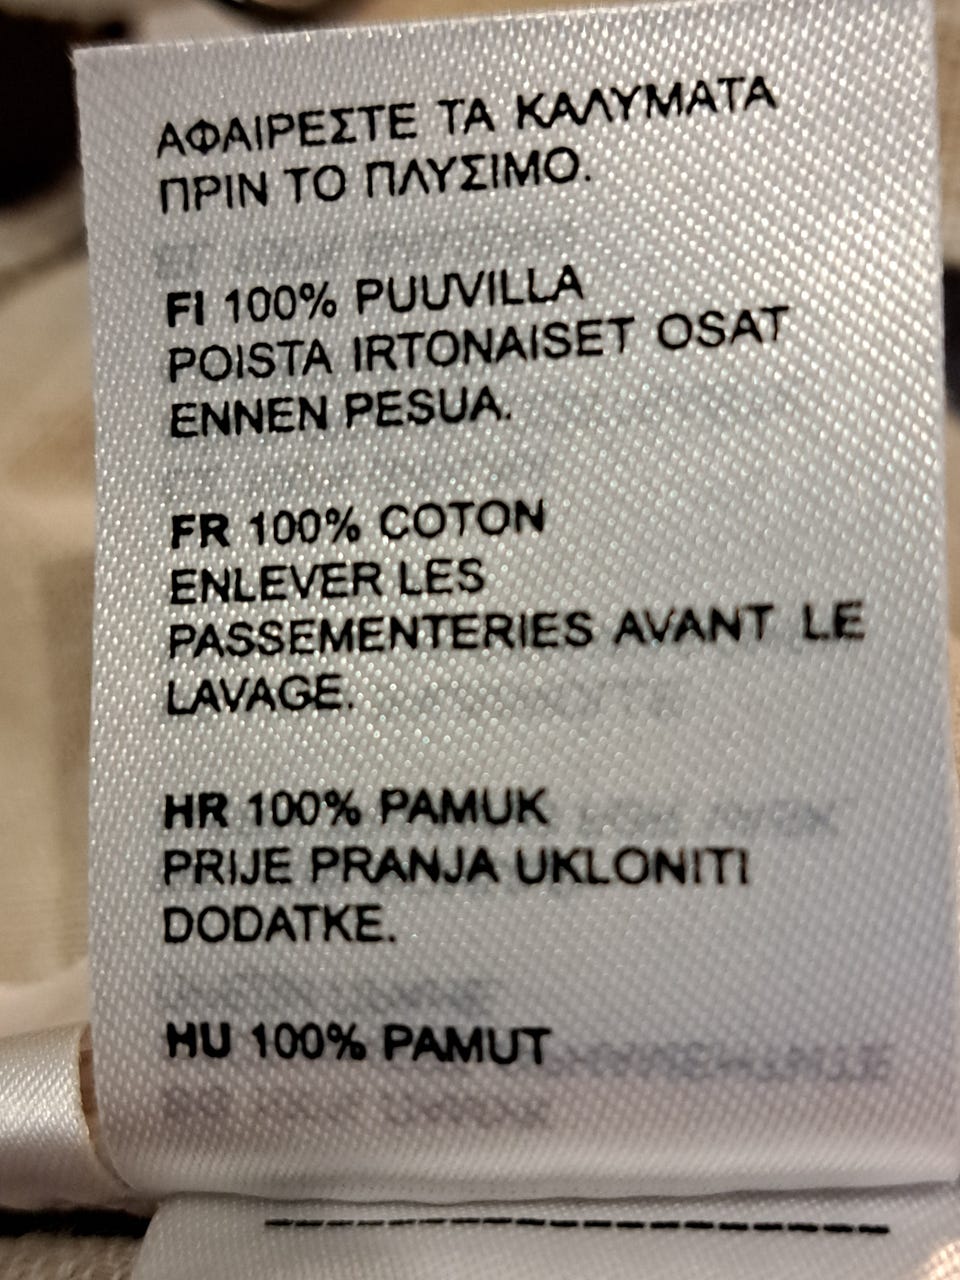 ΑΦΑΙΡΕΣΤΕ ΤΑ ΚΑΛΥΜΑΤΑ
ΠΡΙΝ ΤΟ ΠΛΥΣΙΜΟ.
FI 100% PUUVILLA
POISTA IRTONAISET OSAT
ENNEN PESUA.
FR 100% COTON
ENLEVER LES
PASSEMENTERIES AVANT LE
LAVAGE.
HR 100% PAMUK
PRIJE PRANJA UKLONITI
DODATKE.
HU 100% PAMUT